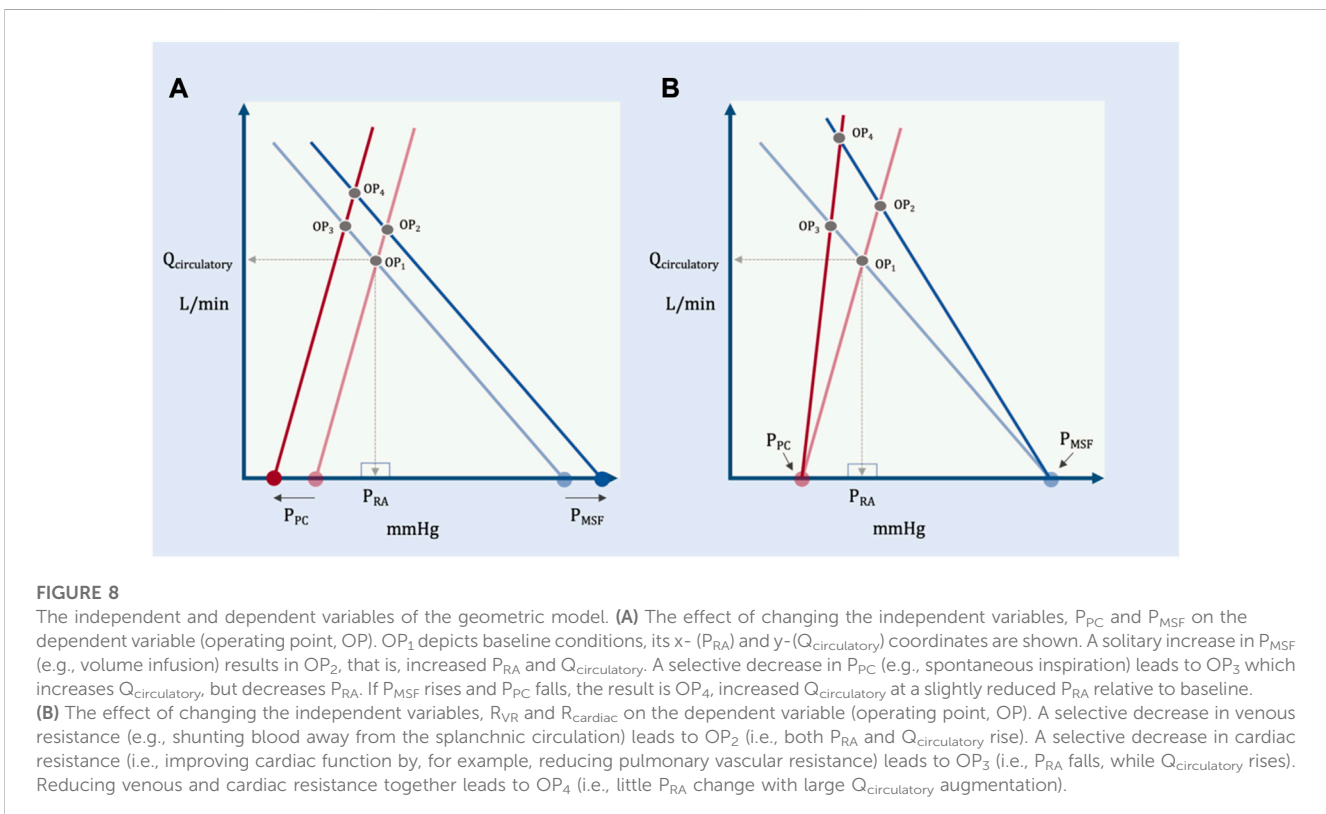 A
B
OP4
OP3
OP2
OP1
Qcirculatory
L/min
PPC
PRA
PMSF
mmHg
OP4
OP3
OP2
OP1
Qcirculatory
L/min
PPC
PMSF
PRA
mmHg
FIGURE 8
The independent and dependent variables of the geometric model. (A) The effect of changing the independent variables, PPC and PMSF on the
dependent variable (operating point, OP). OP1 depicts baseline conditions, its x- (PRA) and y-(Qcirculatory) coordinates are shown. A solitary increase in PMSF
(e.g., volume infusion) results in OP2, that is, increased PRA and Qcirculatory. A selective decrease in PPC (e.g., spontaneous inspiration) leads to OP3 which
increases Qcirculatory, but decreases PRA. If PMSF rises and PPC falls, the result is OP4, increased Qcirculatory at a slightly reduced PRA relative to baseline.
(B) The effect of changing the independent variables, RVR and Rcardiac on the dependent variable (operating point, OP). A selective decrease in venous
resistance (e.g., shunting blood away from the splanchnic circulation) leads to OP2 (i.e., both PRA and Qcirculatory rise). A selective decrease in cardiac
resistance (i.e., improving cardiac function by, for example, reducing pulmonary vascular resistance) leads to OP3 (i.e., PRA falls, while Qcirculatory rises).
Reducing venous and cardiac resistance together leads to OP4 (i.e., little PRA change with large Qcirculatory augmentation).